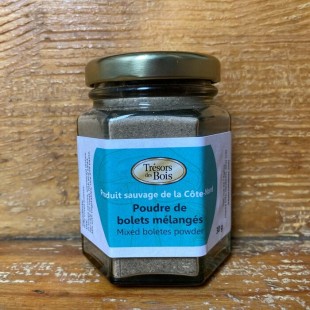 Trésors
des Bois
Produit sauvage de la Côte-Nord
Poudre de
bolets mélangés
Mixed boletes powder